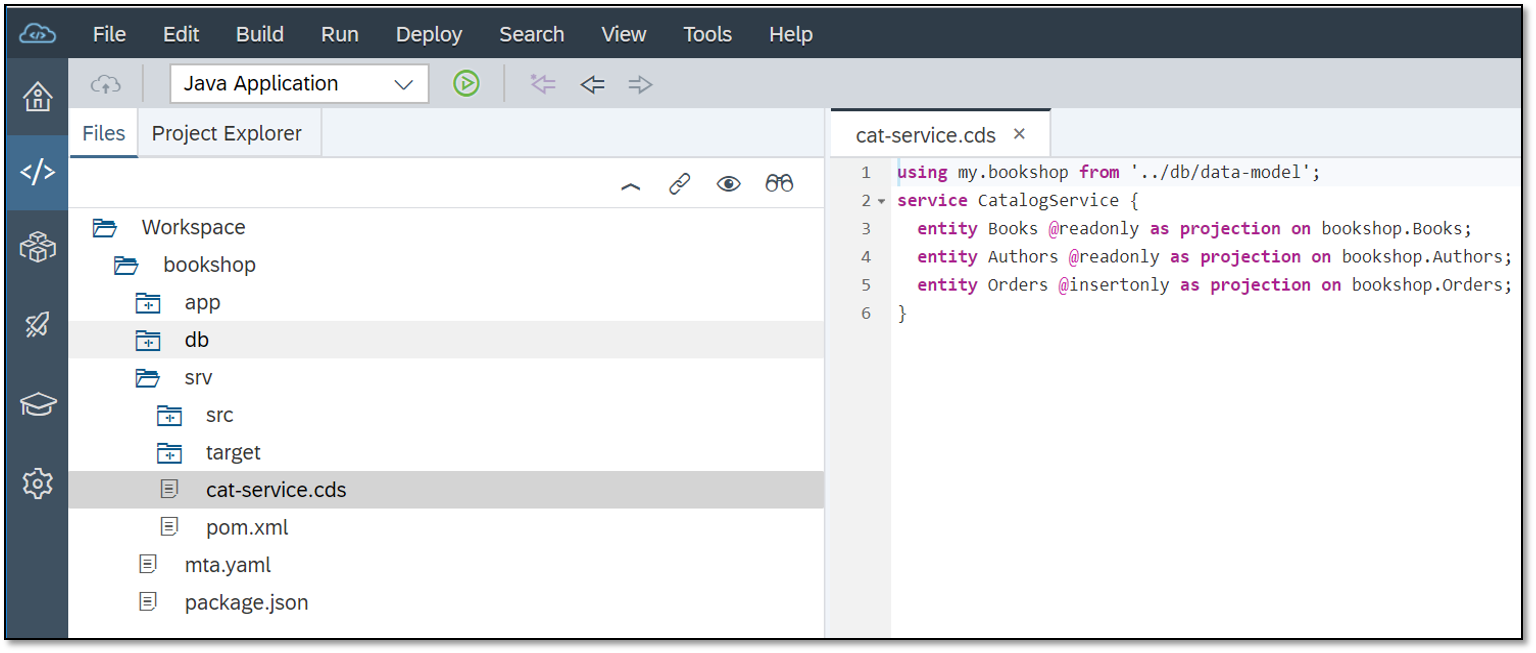 File Edit Build Run Deploy Search View Tools Help
Java Application
Files Project Explorer
cat-service.cds ×
Workspace
bookshop
app
db
srv
src
target
cat-service.cds
pom.xml
mta.yaml
package.json
1 using my.bookshop from '../db/data-model';
2 service CatalogService {
3 entity Books @readonly as projection on bookshop.Books;
4 entity Authors @readonly as projection on bookshop.Authors;
5 entity Orders @insertonly as projection on bookshop.Orders;
6 }